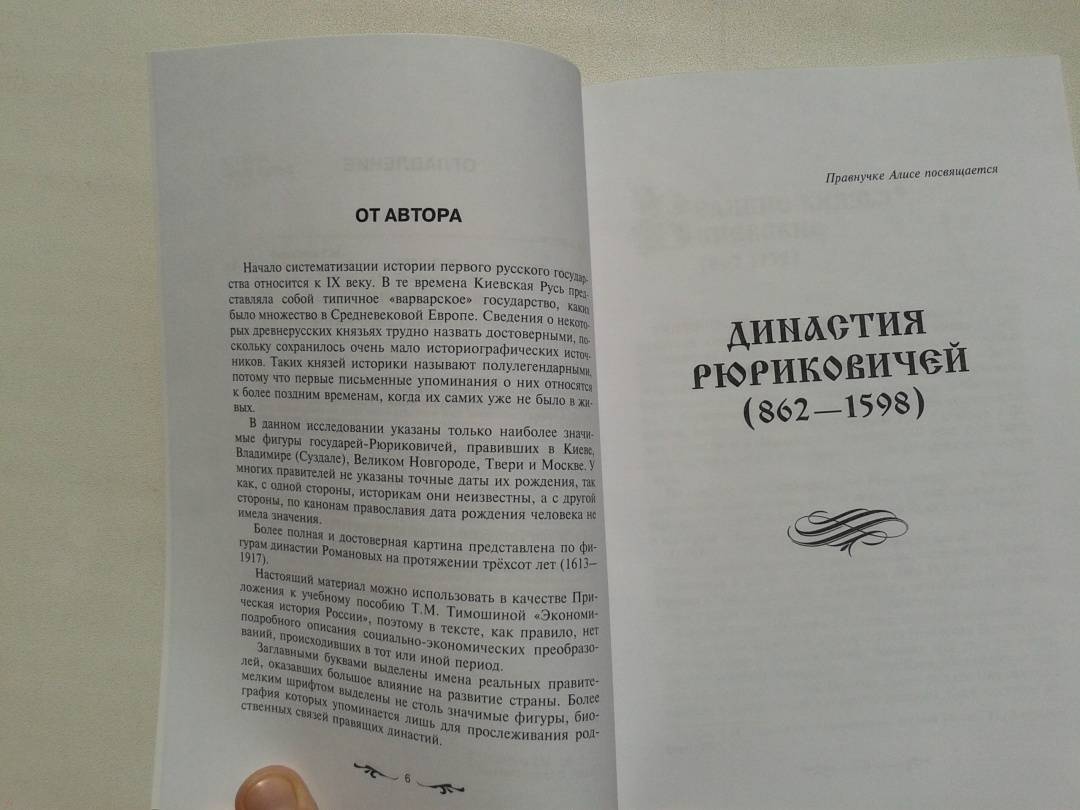 ОТ АВТОРА
Начало систематизации истории первого русского государ-
ства относится к IX веку. В те времена Киевская Русь пред-
ставляла собой типичное «варварское» государство, каких
было множество в Средневековой Европе. Сведения о некото-
рых древнерусских князьях трудно назвать достоверными, по-
скольку сохранилось очень мало историографических источ-
ников. Таких князей историки называют полулегендарными,
потому что первые письменные упоминания о них относятся
к более поздним временам, когда их самих уже не было в жи-
вых.
В данном исследовании указаны только наиболее значи-
мые фигуры государей-Рюриковичей, правивших в Киеве,
Владимире (Суздале), Великом Новгороде, Твери и Москве. У
многих правителей не указаны точные даты их рождения, так
как, с одной стороны, историкам они неизвестны, а с другой
стороны, по канонам православия дата рождения человека не
имела значения.
Более полная и достоверная картина представлена по фи-
гурам династии Романовых на протяжении трёхсот лет (1613—
1917).
Настоящий материал можно использовать в качестве При-
ложения к учебному пособию Т.М. Тимошиной «Экономи-
ческая история России», поэтому в тексте, как правило, нет
подробного описания социально-экономических преобразо-
ваний, происходивших в тот или иной период.
Заглавными буквами выделены имена реальных правите-
лей, оказавших большое влияние на развитие страны. Более
мелким шрифтом выделены не столь значимые фигуры, био-
графия которых упоминается лишь для прослеживания род-
ственных связей правящих династий.
6
Правнучке Алисе посвящается
ДИНАСТИЯ
РЮРИКОВИЧЕЙ
(862—1598)